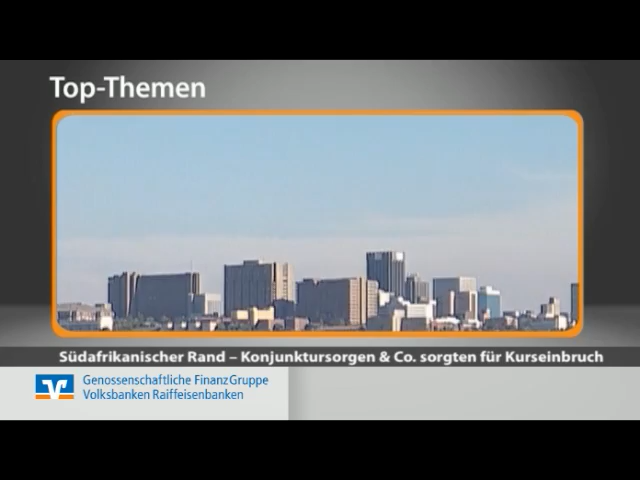 Top-Themen
Südafrikanischer Rand – Konjunktursorgen & Co. sorgten für Kurseinbruch
Genossenschaftliche FinanzGruppe
Volksbanken Raiffeisenbanken